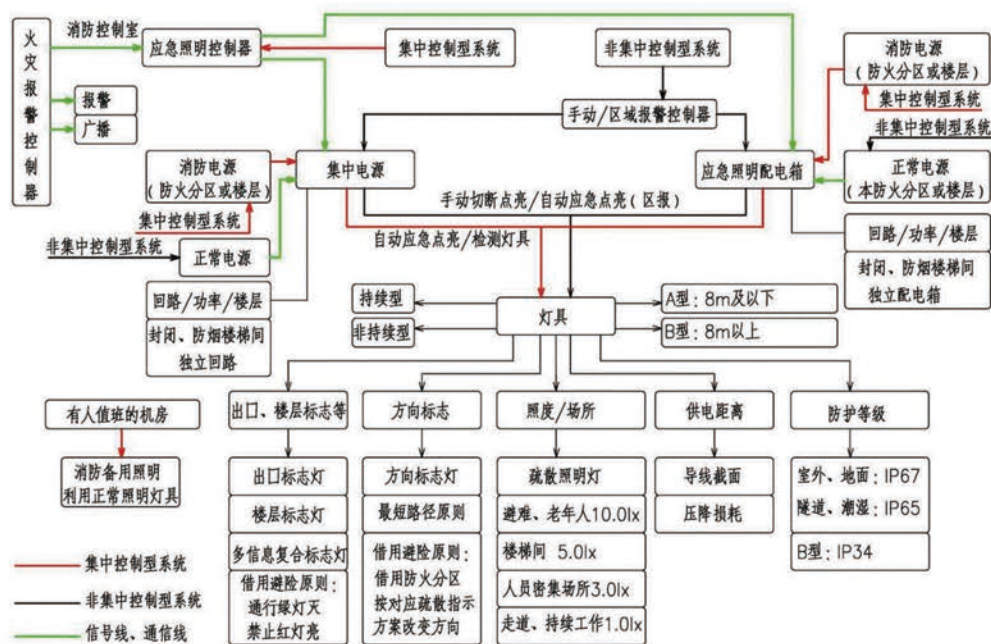 火灾报警控制器
消防控制室
应急照明控制器
集中控制型系统
非集中控制型系统
消防电源
(防火分区或楼层)
集中控制型系统
报警
广播
手动/区域报警控制器
非集中控制型系统
消防电源
(防火分区或楼层)
集中电源
应急照明配电箱
正常电源
(本防火分区或楼层)
手动切断点亮/自动应急点亮(区报)
集中控制型系统
自动应急点亮/检测灯具
非集中控制型系统
正常电源
回路/功率/楼层
封闭、防烟楼梯间
独立配电箱
回路/功率/楼层
封闭、防烟楼梯间
独立回路
持续型
非持续型
灯具
A型：8m及以下
B型：8m以上
有人值班的机房
消防备用照明
利用正常照明灯具
出口、楼层标志等
方向标志
照度/场所
供电距离
防护等级
出口标志灯
楼层标志灯
多信息复合标志灯
借用避险原则：
通行绿灯灭
禁止红灯亮
方向标志灯
最短路径原则
借用避险原则：
借用防火分区
按对应疏散指示
方案改变方向
疏散照明灯
避难、老年人10.0lx
楼梯间 5.0lx
人员密集场所3.0lx
走道、持续工作1.0lx
导线截面
压降损耗
室外、地面：IP67
隧道、潮湿：IP65
B型：IP34
集中控制型系统
非集中控制型系统
信号线、通信线